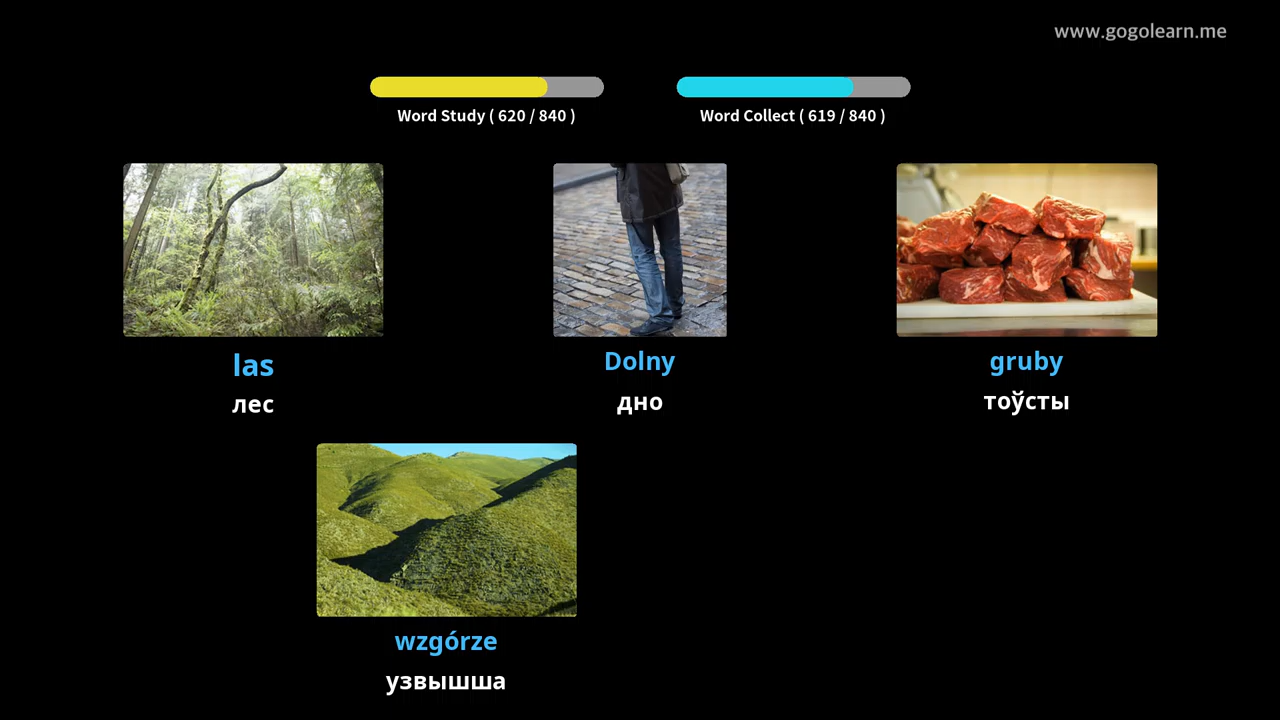 www.gogolearn.me
Word Study ( 620 / 840 )
Word Collect ( 619 / 840 )
las
лес
Dolny
дно
gruby
тоўсты
wzgórze
узвышша